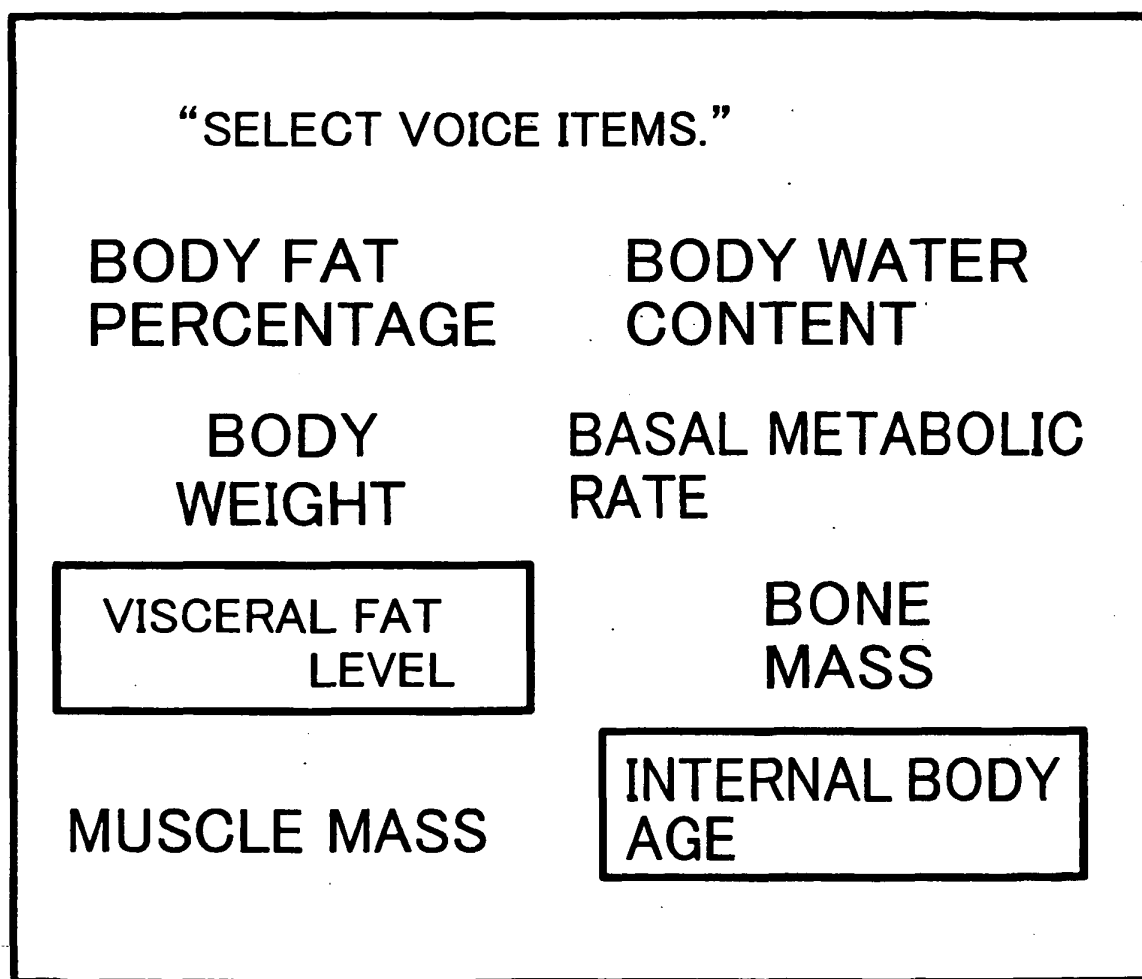 “SELECT VOICE ITEMS.”
BODY FAT
PERCENTAGE
BODY WATER
CONTENT
BODY
WEIGHT
BASAL METABOLIC
RATE
VISCERAL FAT
LEVEL
BONE
MASS
MUSCLE MASS
INTERNAL BODY
AGE